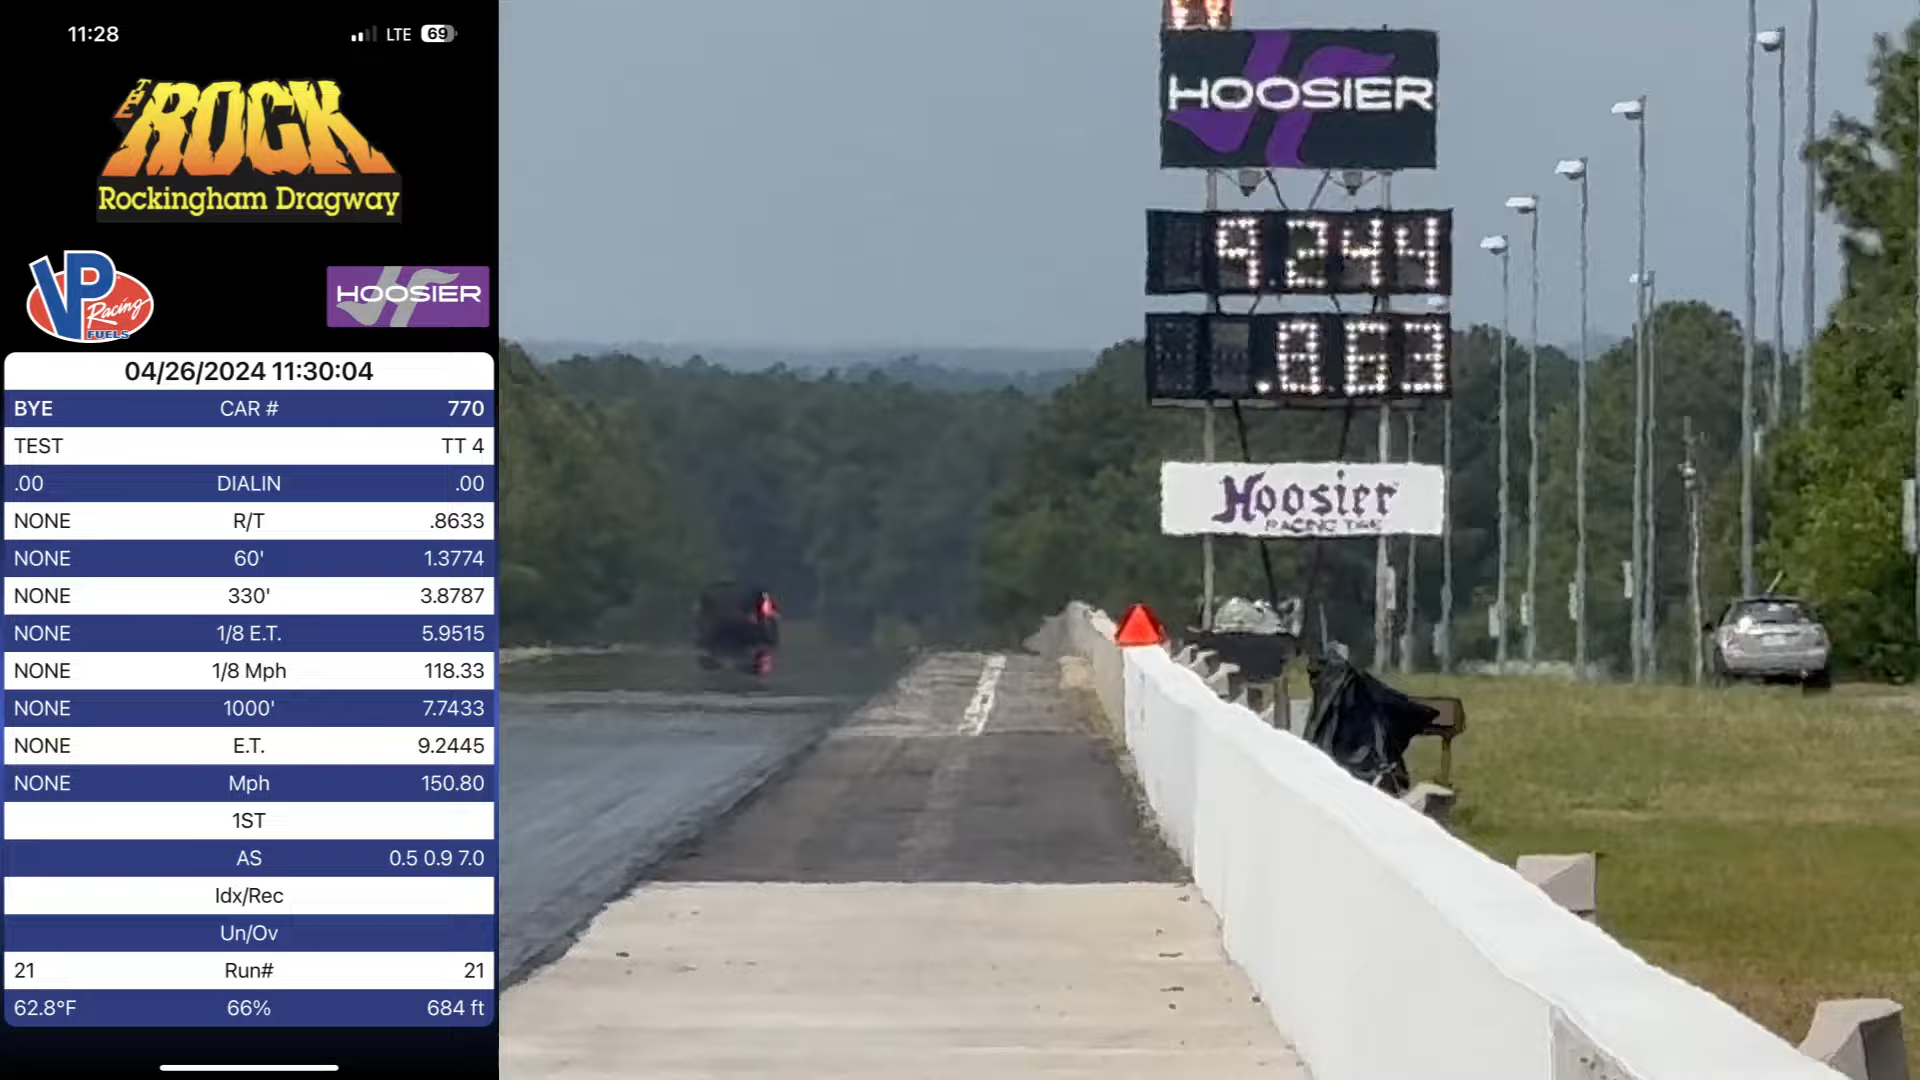 11:28
LTE 69
THE ROCK
Rockingham Dragway
VP Racing FUELS
HOOSIER
04/26/2024 11:30:04
BYE CAR # 770
TEST TT 4
.00 DIALIN .00
NONE R/T .8633
NONE 60' 1.3774
NONE 330' 3.8787
NONE 1/8 E.T. 5.9515
NONE 1/8 Mph 118.33
NONE 1000' 7.7433
NONE E.T. 9.2445
NONE Mph 150.80
1ST
AS 0.5 0.9 7.0
Idx/Rec
Un/Ov
21 Run# 21
62.8°F 66% 684 ft
HOOSIER
9.244
.863
Hoosier
RACING TIRE